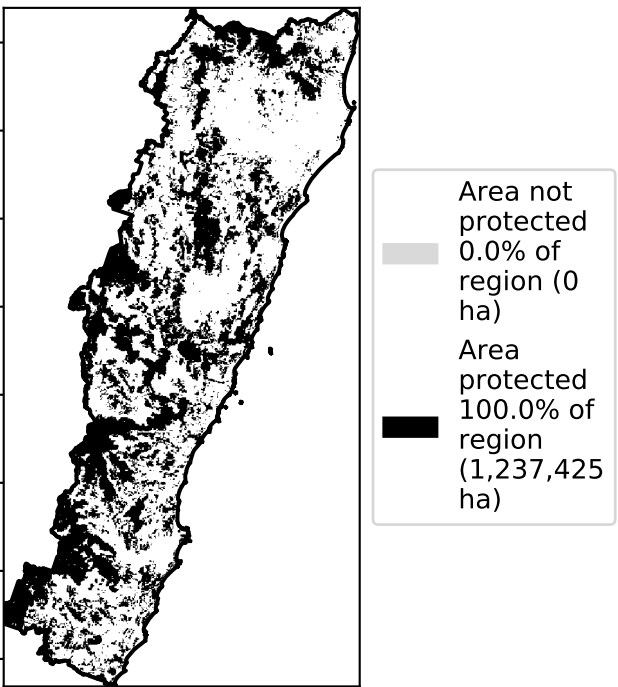 Area not
protected
0.0% of
region (0
ha)
Area
protected
100.0% of
region
(1,237,425
ha)